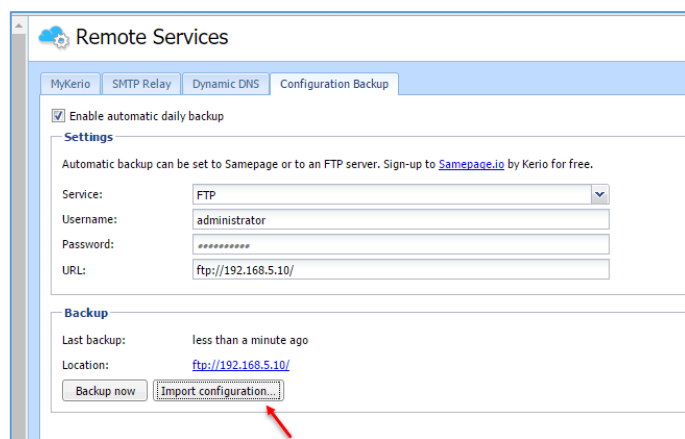 Remote Services
MyKerio SMTP Relay Dynamic DNS Configuration Backup
Enable automatic daily backup
Settings
Automatic backup can be set to Samepage or to an FTP server. Sign-up to Samepage.io by Kerio for free.
Service: FTP
Username: administrator
Password: **********
URL: ftp://192.168.5.10/
Backup
Last backup: less than a minute ago
Location: ftp://192.168.5.10/
Backup now Import configuration...